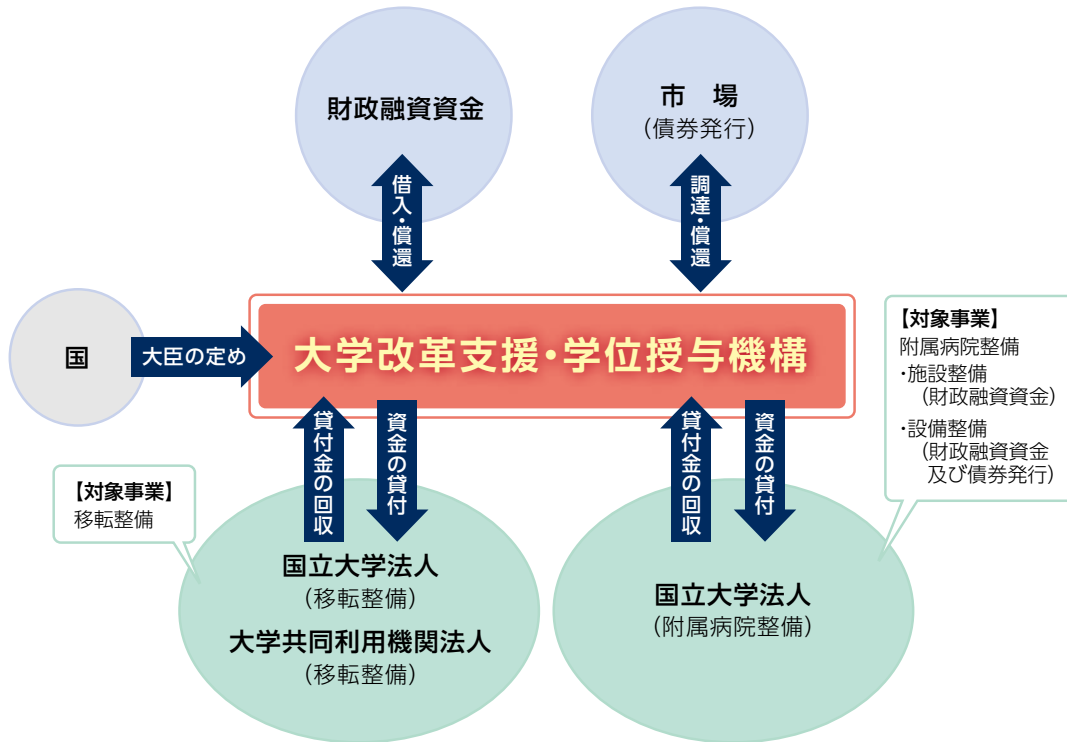 財政融資資金
市 場
（債券発行）
借入・償還
調達・償還
国
大臣の定め
大学改革支援・学位授与機構
【対象事業】
附属病院整備
・施設整備
（財政融資資金）
・設備整備
（財政融資資金
及び債券発行）
貸付金の回収
資金の貸付
貸付金の回収
資金の貸付
【対象事業】
移転整備
国立大学法人
（移転整備）
大学共同利用機関法人
（移転整備）
国立大学法人
（附属病院整備）